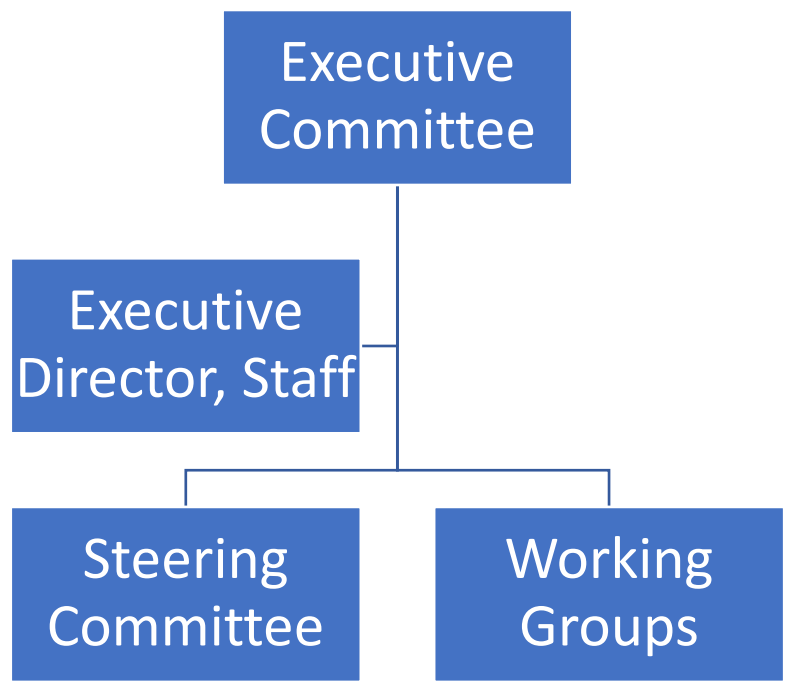 Executive
Committee
Executive
Director, Staff
Steering
Committee
Working
Groups